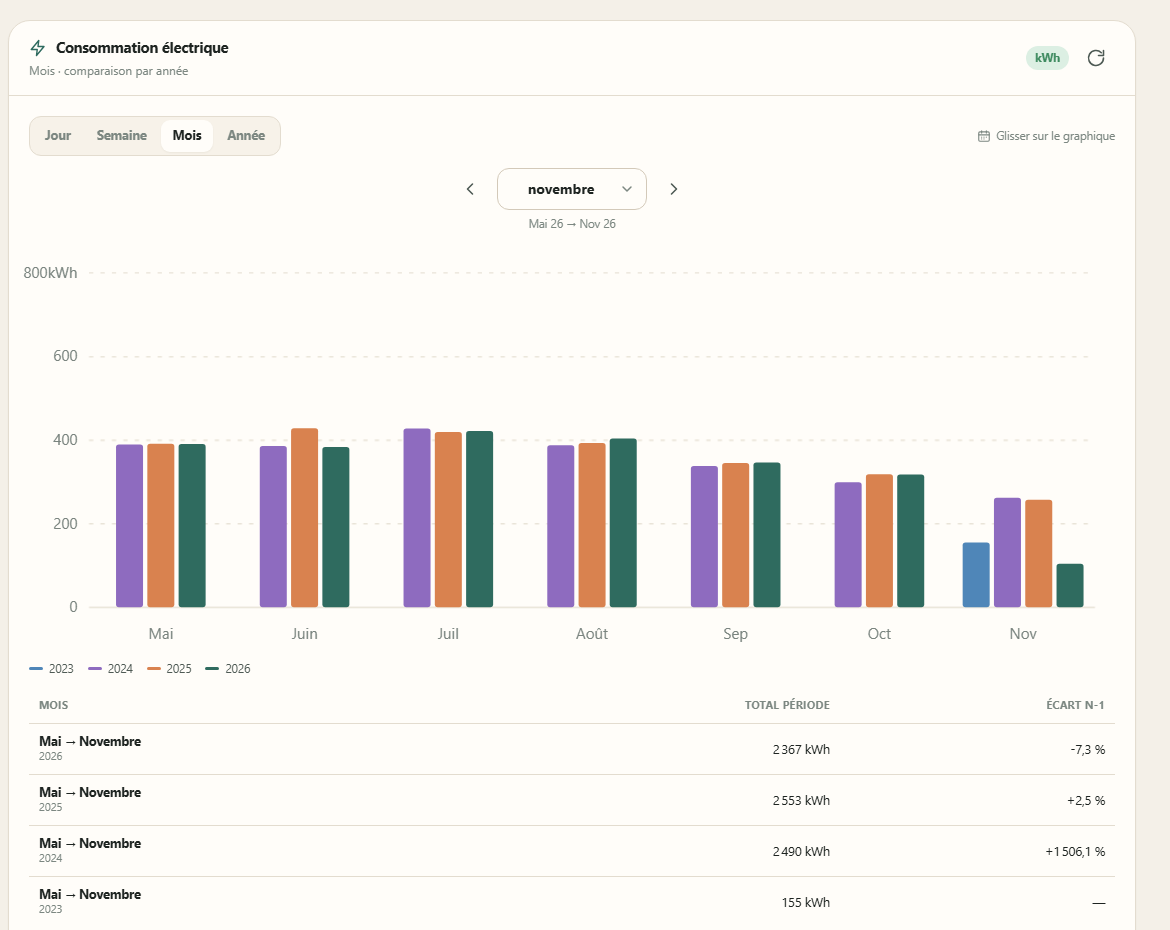 Consommation électrique
Mois · comparaison par année
kWh
Jour Semaine Mois Année
Glisser sur le graphique
novembre
Mai 26 → Nov 26
800kWh
600
400
200
0
Mai Juin Juil Août Sep Oct Nov
2023 2024 2025 2026
MOIS TOTAL PÉRIODE ÉCART N-1
Mai → Novembre
2026
2 367 kWh -7,3 %
Mai → Novembre
2025
2 553 kWh +2,5 %
Mai → Novembre
2024
2 490 kWh +1 506,1 %
Mai → Novembre
2023
155 kWh —